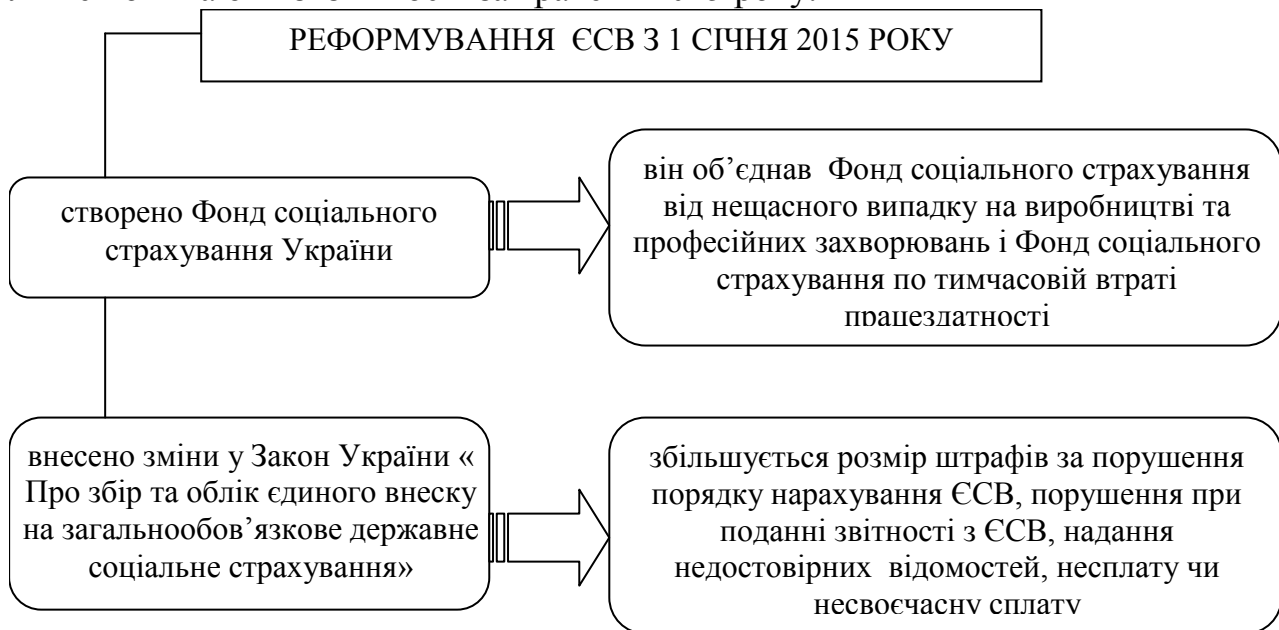 РЕФОРМУВАННЯ ЄСВ З 1 СІЧНЯ 2015 РОКУ
створено Фонд соціального
страхування України
він об’єднав Фонд соціального страхування
від нещасного випадку на виробництві та
професійних захворювань і Фонд соціального
страхування по тимчасовій втраті
працездатності
внесено зміни у Закон України «
Про збір та облік єдиного внеску
на загальнообов’язкове державне
соціальне страхування»
збільшується розмір штрафів за порушення
порядку нарахування ЄСВ, порушення при
поданні звітності з ЄСВ, надання
недостовірних відомостей, несплату чи
несвоєчасну сплату